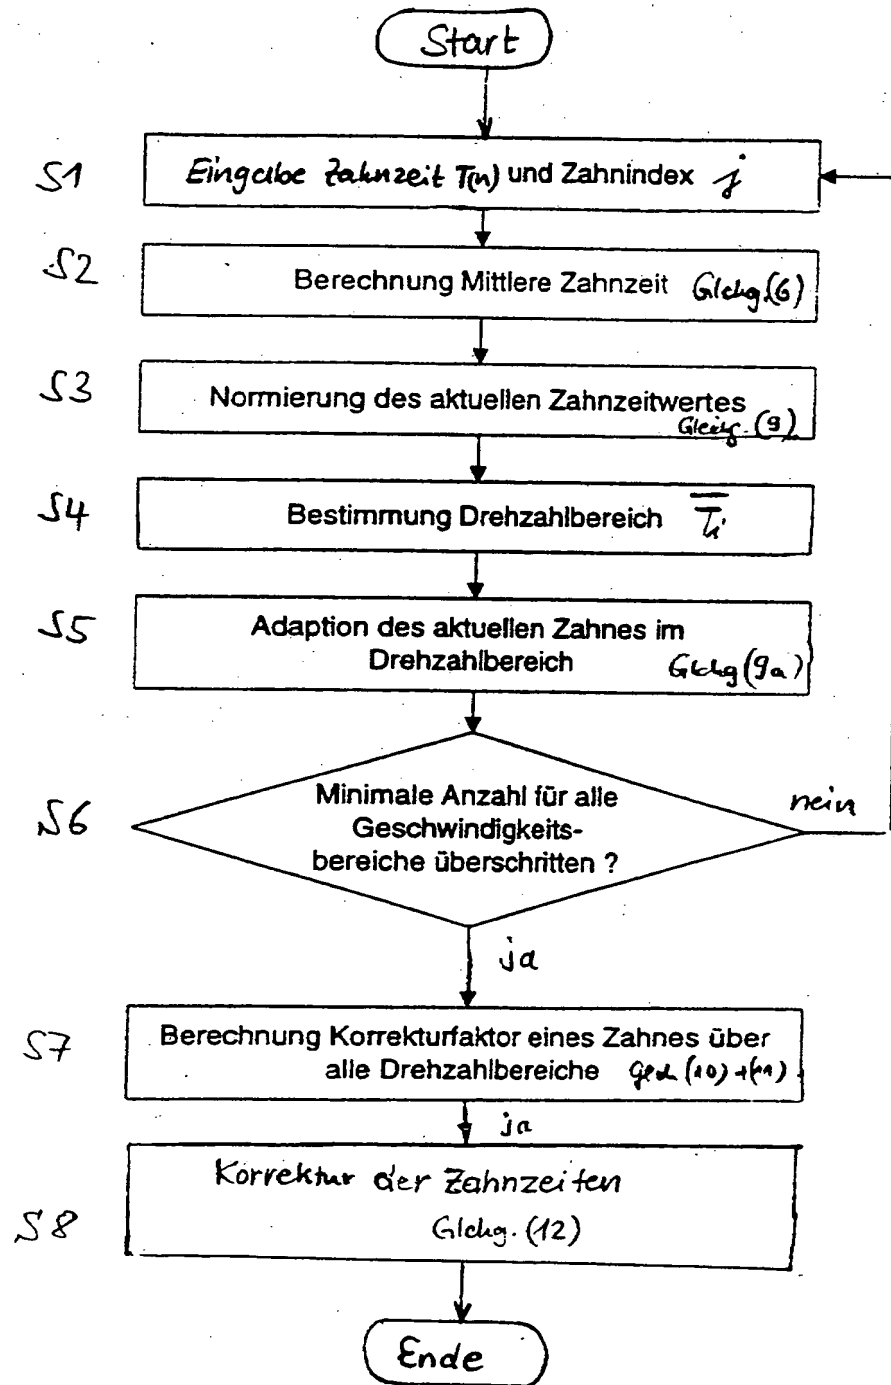 Start
S1
Eingabe Zahnzeit T(n) und Zahnindex j
S2
Berechnung Mittlere Zahnzeit Glchg.(6)
S3
Normierung des aktuellen Zahnzeitwertes
Gleichg. (9)
S4
Bestimmung Drehzahlbereich
S5
Adaption des aktuellen Zahnes im
Drehzahlbereich Glchg (9a)
S6
Minimale Anzahl für alle
Geschwindigkeits-
bereiche überschritten ?
nein
ja
S7
Berechnung Korrekturfaktor eines Zahnes über
alle Drehzahlbereiche (10)+(11)
ja
S8
Korrektur der Zahnzeiten
Glchg. (12)
Ende